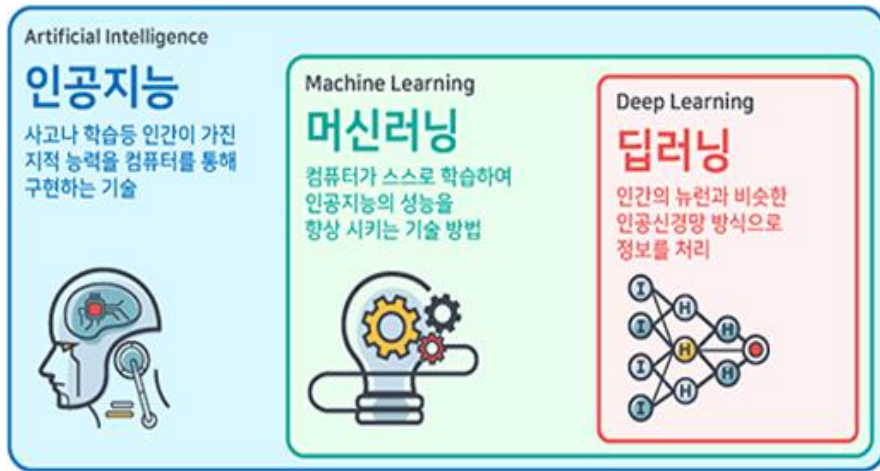 Artificial Intelligence
인공지능
사고나 학습등 인간이 가진
지적 능력을 컴퓨터를 통해
구현하는 기술
Machine Learning
머신러닝
컴퓨터가 스스로 학습하여
인공지능의 성능을
향상 시키는 기술 방법
Deep Learning
딥러닝
인간의 뉴런과 비슷한
인공신경망 방식으로
정보를 처리
I
H
I
H
I
H
I